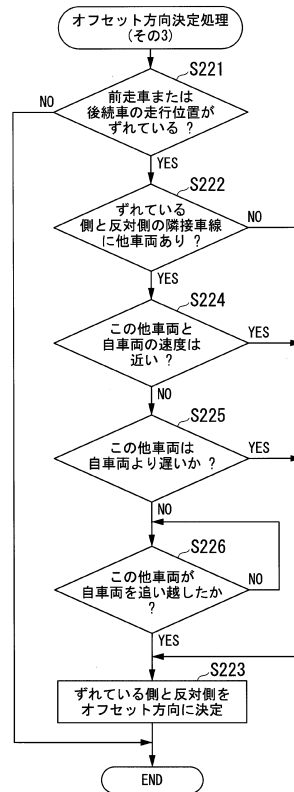 オフセット方向決定処理
(その3)
S221
前走車または
後続車の走行位置が
ずれている ?
NO
YES
S222
ずれている
側と反対側の隣接車線
に他車両あり ?
NO
YES
S224
この他車両と
自車両の速度は
近い ?
YES
NO
S225
この他車両は
自車両より遅いか ?
YES
NO
S226
この他車両が
自車両を追い越したか
?
NO
YES
S223
ずれている側と反対側を
オフセット方向に決定
END